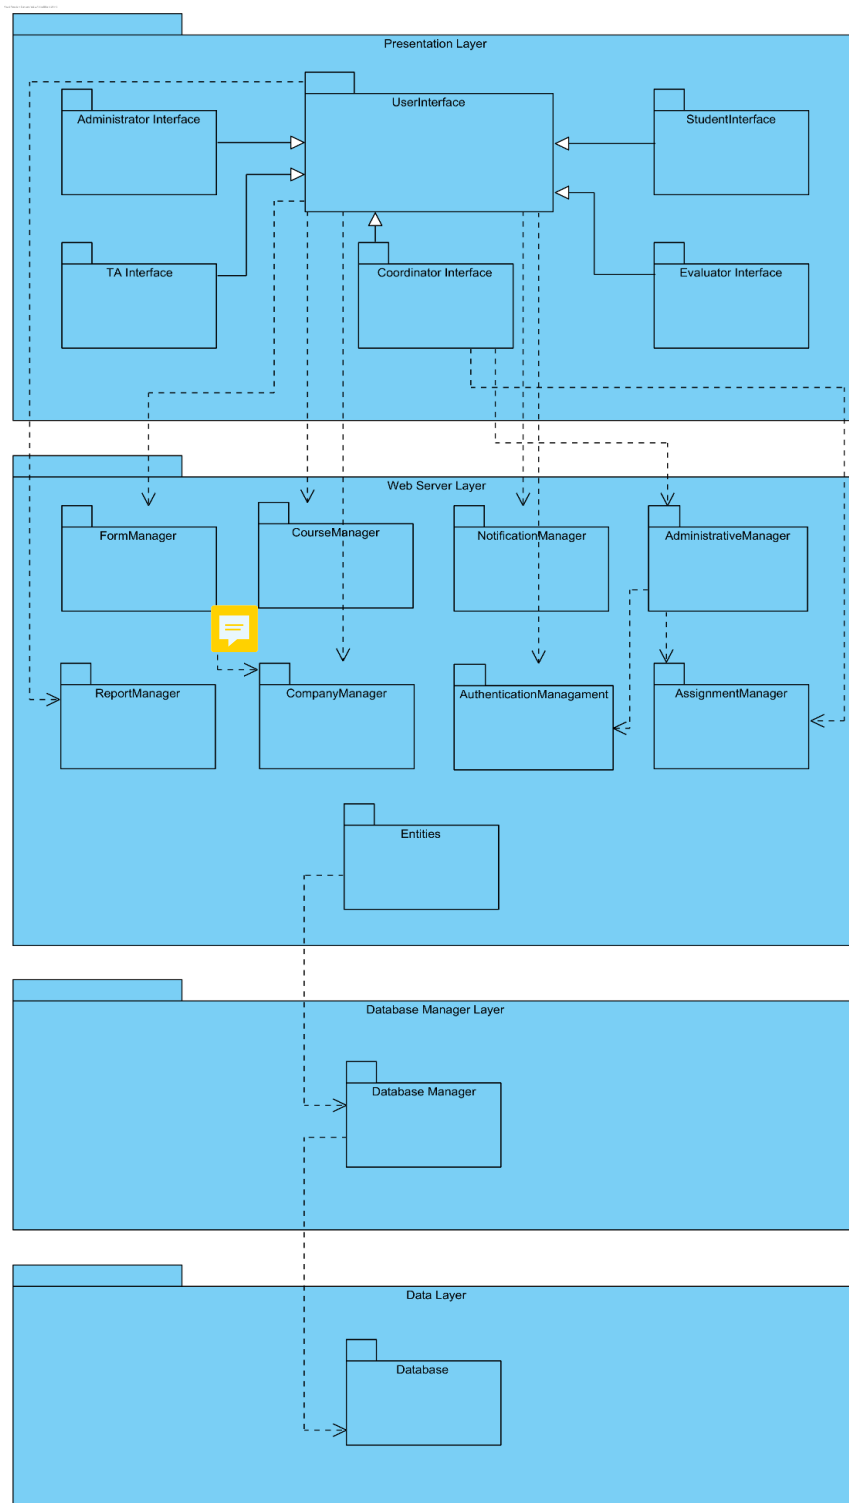 Presentation Layer
UserInterface
Administrator Interface
StudentInterface
TA Interface
Coordinator Interface
Evaluator Interface
Web Server Layer
FormManager
CourseManager
NotificationManager
AdministrativeManager
ReportManager
CompanyManager
AuthenticationManagament
AssignmentManager
Entities
Database Manager Layer
Database Manager
Data Layer
Database